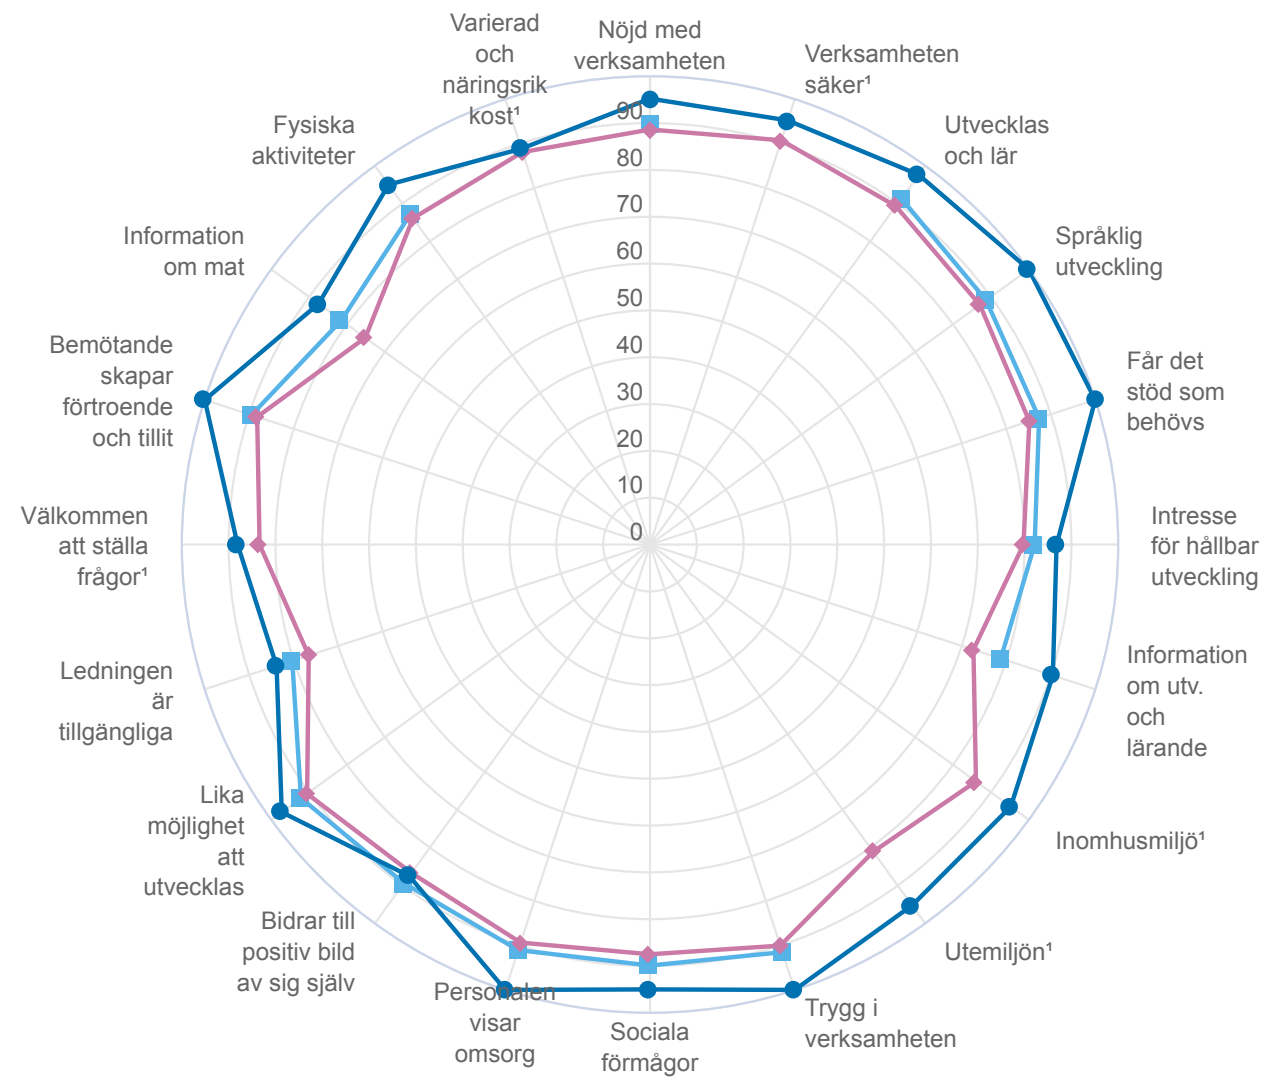 Nöjd med
verksamheten
Verksamheten
säker¹
Utvecklas
och lär
Språklig
utveckling
Får det
stöd som
behövs
Intresse
för hållbar
utveckling
Information
om utv.
och
lärande
Inomhusmiljö¹
Utemiljön¹
Trygg i
verksamheten
Sociala
förmågor
Personalen
visar
omsorg
Bidrar till
positiv bild
av sig själv
Lika
möjlighet
att
utvecklas
Ledningen
är
tillgängliga
Välkommen
att ställa
frågor¹
Bemötande
skapar
förtroende
och tillit
Information
om mat
Fysiska
aktiviteter
Varierad
och
näringsrik
kost¹
90
80
70
60
50
40
30
20
10
0